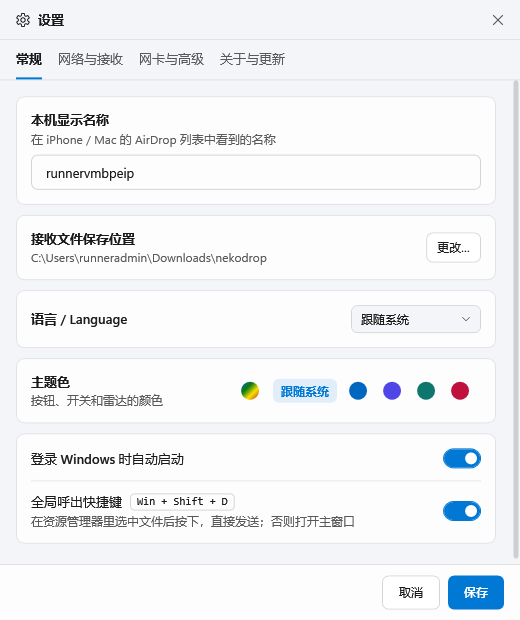 设置
常规 网络与接收 网卡与高级 关于与更新
本机显示名称
在 iPhone / Mac 的 AirDrop 列表中看到的名称
runnervmbpeip
接收文件保存位置
C:\Users\runneradmin\Downloads\nekodrop
更改...
语言 / Language
跟随系统
主题色
按钮、开关和雷达的颜色
跟随系统
登录 Windows 时自动启动
全局呼出快捷键 Win + Shift + D
在资源管理器里选中文件后按下，直接发送；否则打开主窗口
取消 保存